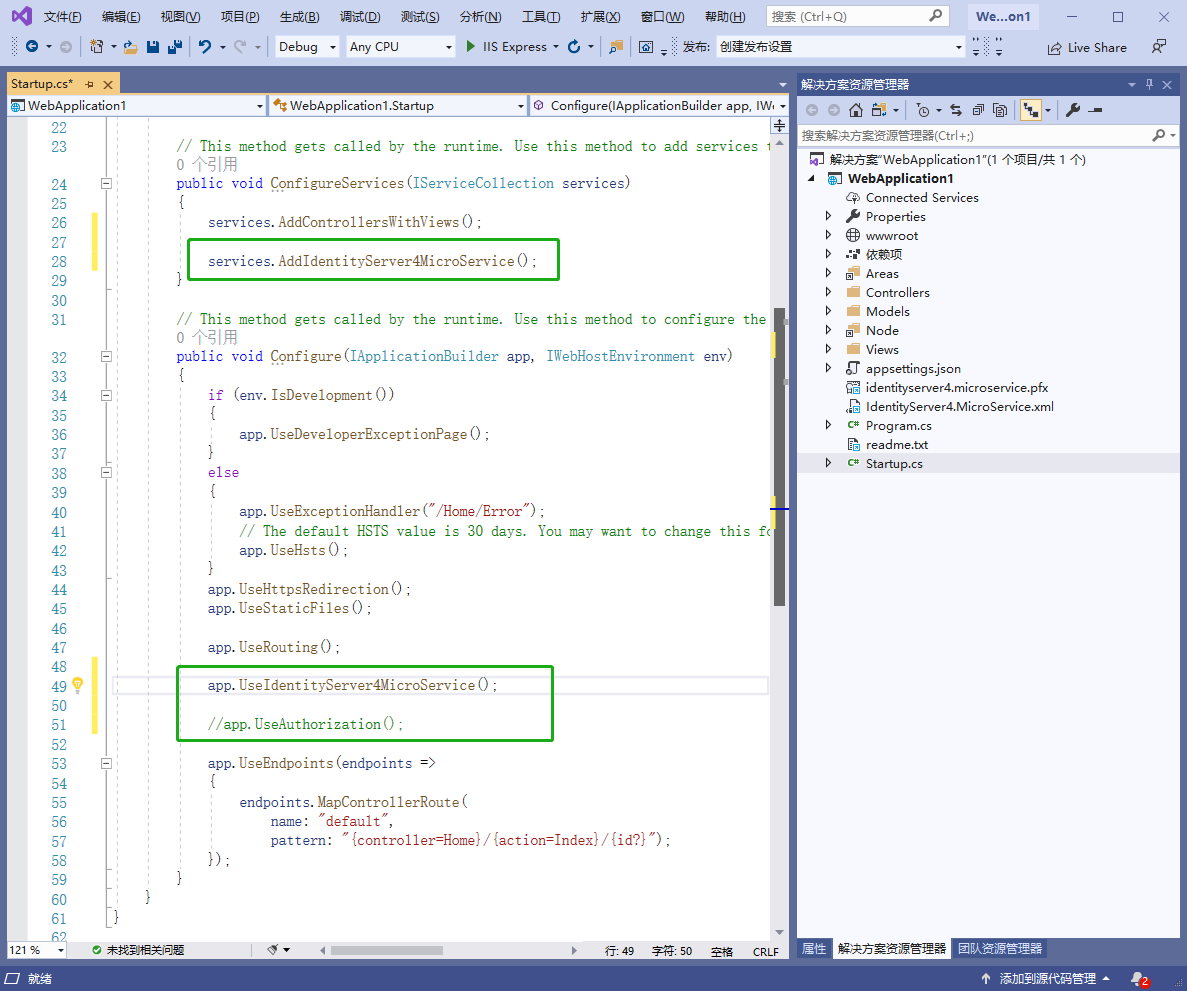 文件(F) 编辑(E) 视图(V) 项目(P) 生成(B) 调试(D) 测试(S) 分析(N) 工具(T) 扩展(X) 窗口(W) 帮助(H) 搜索 (Ctrl+Q) We...on1
Debug Any CPU IIS Express 发布: 创建发布设置 Live Share
Startup.cs*
WebApplication1 WebApplication1.Startup Configure(IApplicationBuilder app, IWe
22
23 // This method gets called by the runtime. Use this method to add services t
0 个引用
24 public void ConfigureServices(IServiceCollection services)
25 {
26 services.AddControllersWithViews();
27
28 services.AddIdentityServer4MicroService();
29 }
30
31 // This method gets called by the runtime. Use this method to configure the
0 个引用
32 public void Configure(IApplicationBuilder app, IWebHostEnvironment env)
33 {
34 if (env.IsDevelopment())
35 {
36 app.UseDeveloperExceptionPage();
37 }
38 else
39 {
40 app.UseExceptionHandler("/Home/Error");
41 // The default HSTS value is 30 days. You may want to change this fo
42 app.UseHsts();
43 }
44 app.UseHttpsRedirection();
45 app.UseStaticFiles();
46
47 app.UseRouting();
48
49 app.UseIdentityServer4MicroService();
50
51 //app.UseAuthorization();
52
53 app.UseEndpoints(endpoints =>
54 {
55 endpoints.MapControllerRoute(
56 name: "default",
57 pattern: "{controller=Home}/{action=Index}/{id?}");
58 });
59 }
60 }
61 }
62
121 % 未找到相关问题 行: 49 字符: 50 空格 CRLF
解决方案资源管理器
搜索解决方案资源管理器(Ctrl+;)
解决方案"WebApplication1"(1 个项目/共 1 个)
WebApplication1
Connected Services
Properties
wwwroot
依赖项
Areas
Controllers
Models
Node
Views
appsettings.json
identityserver4.microservice.pfx
IdentityServer4.MicroService.xml
C# Program.cs
readme.txt
C# Startup.cs
属性 解决方案资源管理器 团队资源管理器
就绪 添加到源代码管理 2